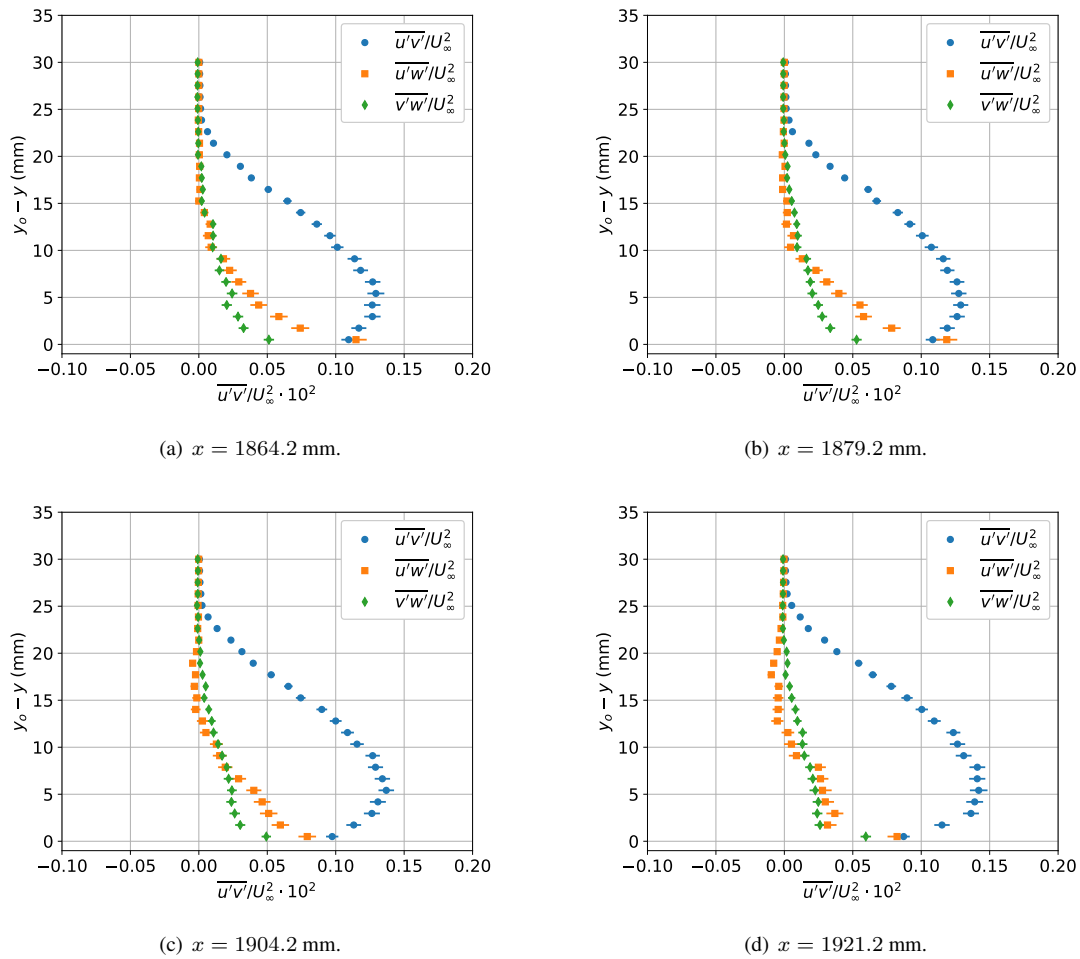 35
30
25
20
15
10
5
0
y_o − y (mm)
−0.10 −0.05 0.00 0.05 0.10 0.15 0.20
u′v′/U∞² · 10²
u′v′/U∞²
u′w′/U∞²
v′w′/U∞²
(a) x = 1864.2 mm.
35
30
25
20
15
10
5
0
y_o − y (mm)
−0.10 −0.05 0.00 0.05 0.10 0.15 0.20
u′v′/U∞² · 10²
u′v′/U∞²
u′w′/U∞²
v′w′/U∞²
(b) x = 1879.2 mm.
35
30
25
20
15
10
5
0
y_o − y (mm)
−0.10 −0.05 0.00 0.05 0.10 0.15 0.20
u′v′/U∞² · 10²
u′v′/U∞²
u′w′/U∞²
v′w′/U∞²
(c) x = 1904.2 mm.
35
30
25
20
15
10
5
0
y_o − y (mm)
−0.10 −0.05 0.00 0.05 0.10 0.15 0.20
u′v′/U∞² · 10²
u′v′/U∞²
u′w′/U∞²
v′w′/U∞²
(d) x = 1921.2 mm.